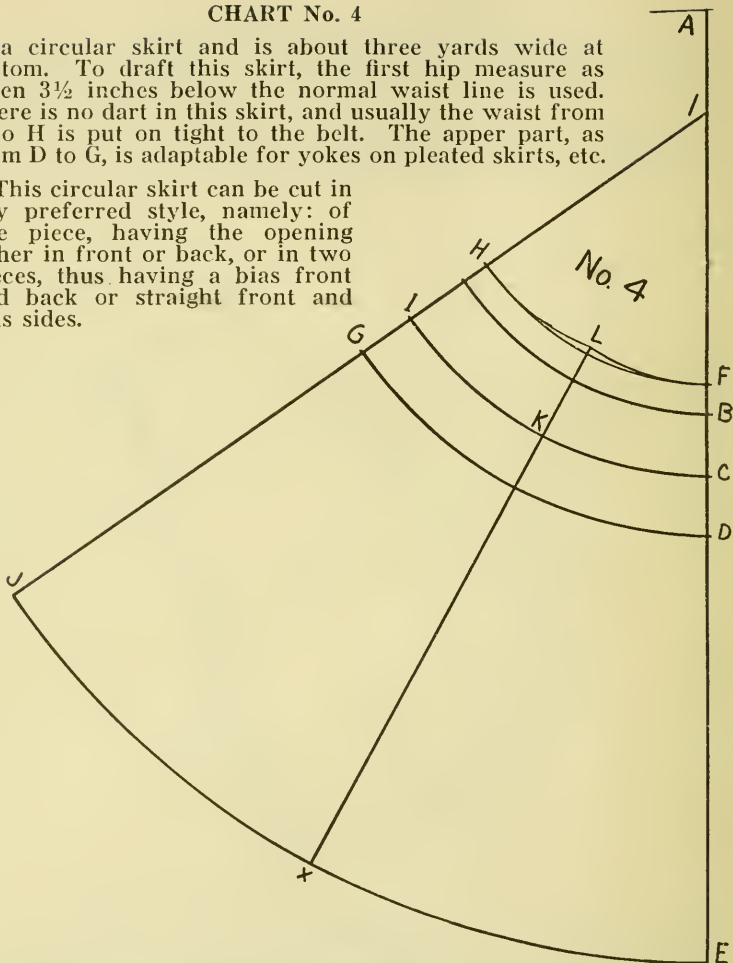 CHART No. 4
a circular skirt and is about three yards wide at
tom. To draft this skirt, the first hip measure as
en 3½ inches below the normal waist line is used.
ere is no dart in this skirt, and usually the waist from
o H is put on tight to the belt. The apper part, as
m D to G, is adaptable for yokes on pleated skirts, etc.
This circular skirt can be cut in
y preferred style, namely: of
e piece, having the opening
her in front or back, or in two
eces, thus having a bias front
d back or straight front and
s sides.
A
I
H
No. 4
I
L
G
F
B
K
C
D
J
X
E